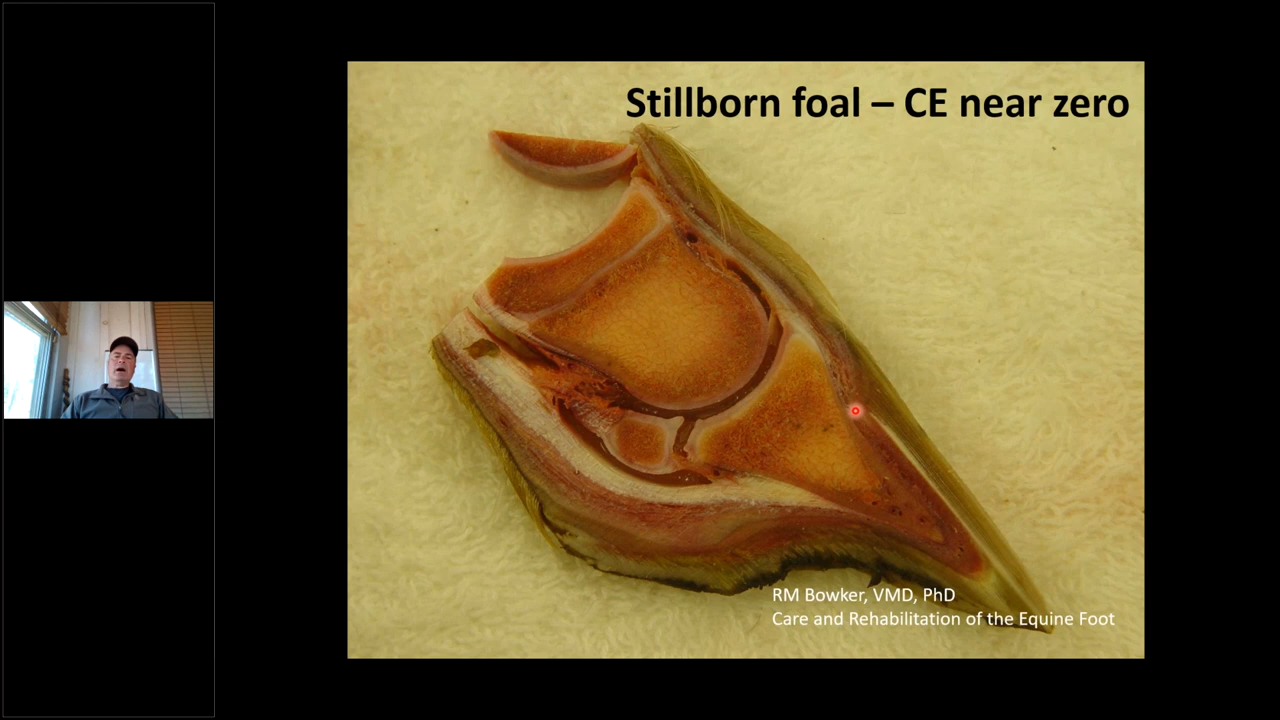 Stillborn foal – CE near zero
RM Bowker, VMD, PhD
Care and Rehabilitation of the Equine Foot